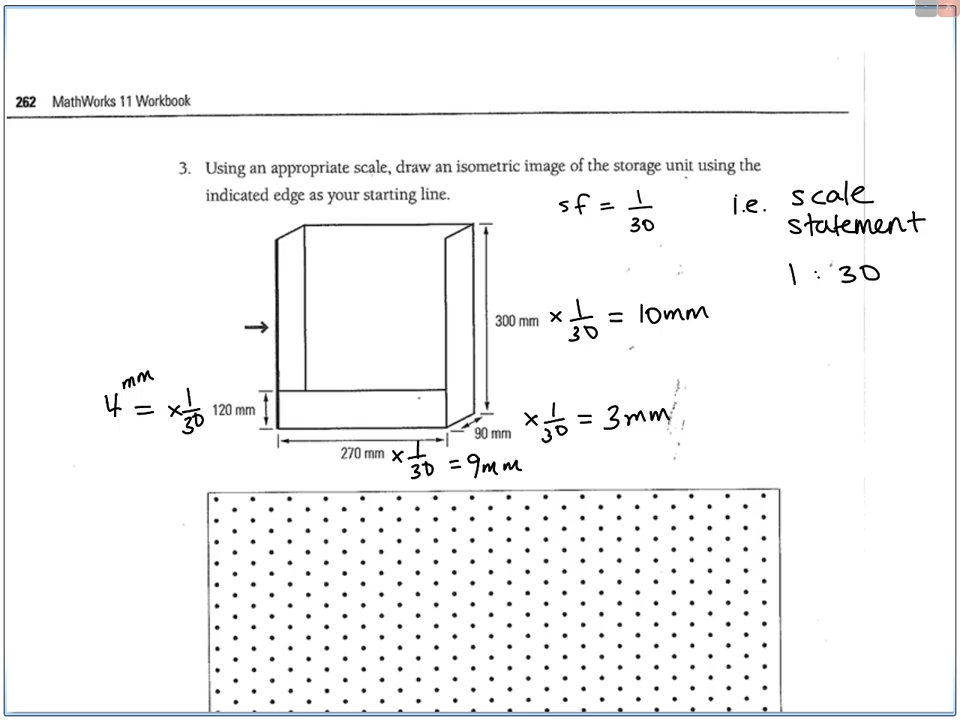 262 MathWorks 11 Workbook
3. Using an appropriate scale, draw an isometric image of the storage unit using the
indicated edge as your starting line.
sf = 1/30 i.e. scale
statement
1 : 30
300 mm × 1/30 = 10mm
4 mm = × 1/30 120 mm
90 mm × 1/30 = 3mm
270 mm × 1/30 = 9mm